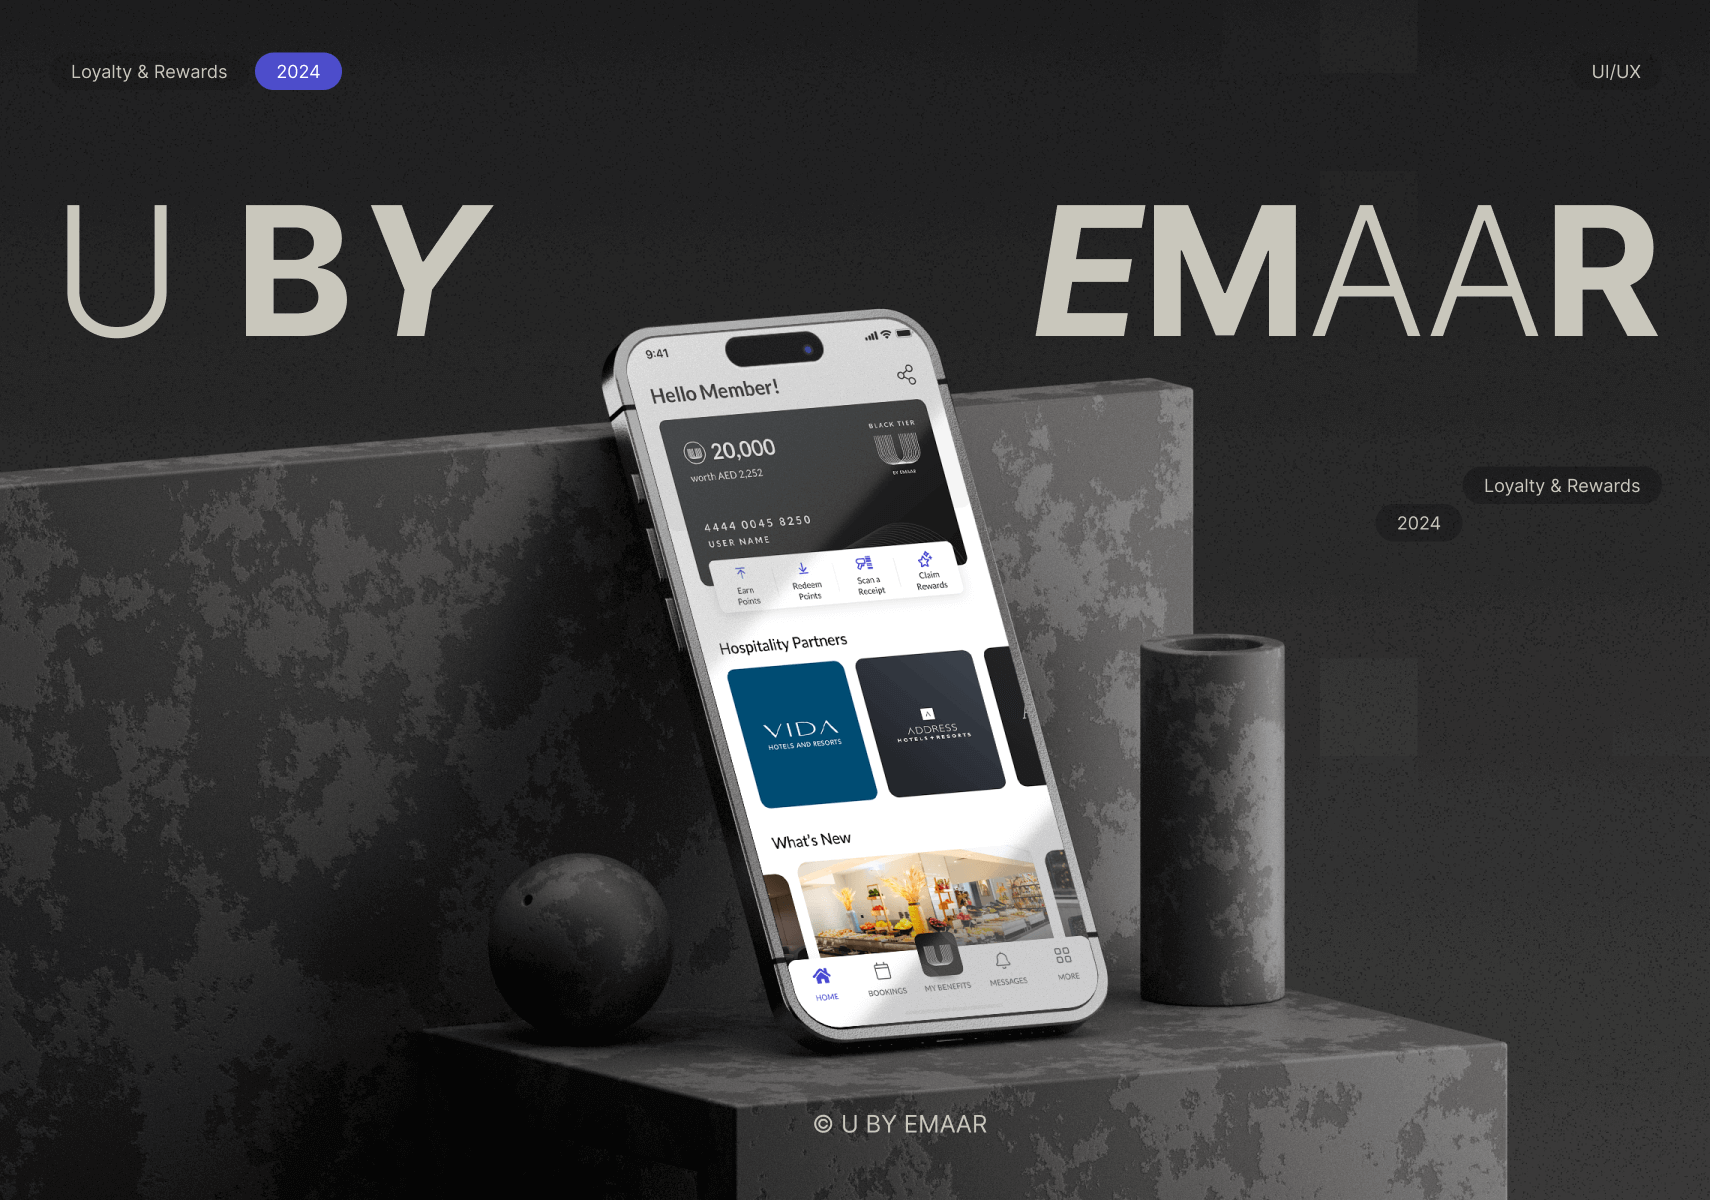 Loyalty & Rewards
2024
UI/UX
U BY EMAAR
9:41
Hello Member!
BLACK TIER
20,000
BY EMAAR
worth AED 2,252
4444 0045 8250
USER NAME
Earn
Points
Redeem
Points
Scan a
Receipt
Claim
Rewards
Loyalty & Rewards
2024
Hospitality Partners
VIDA
HOTELS AND RESORTS
ADDRESS
HOTELS + RESORTS
What's New
HOME
BOOKINGS
MY BENEFITS
MESSAGES
MORE
© U BY EMAAR